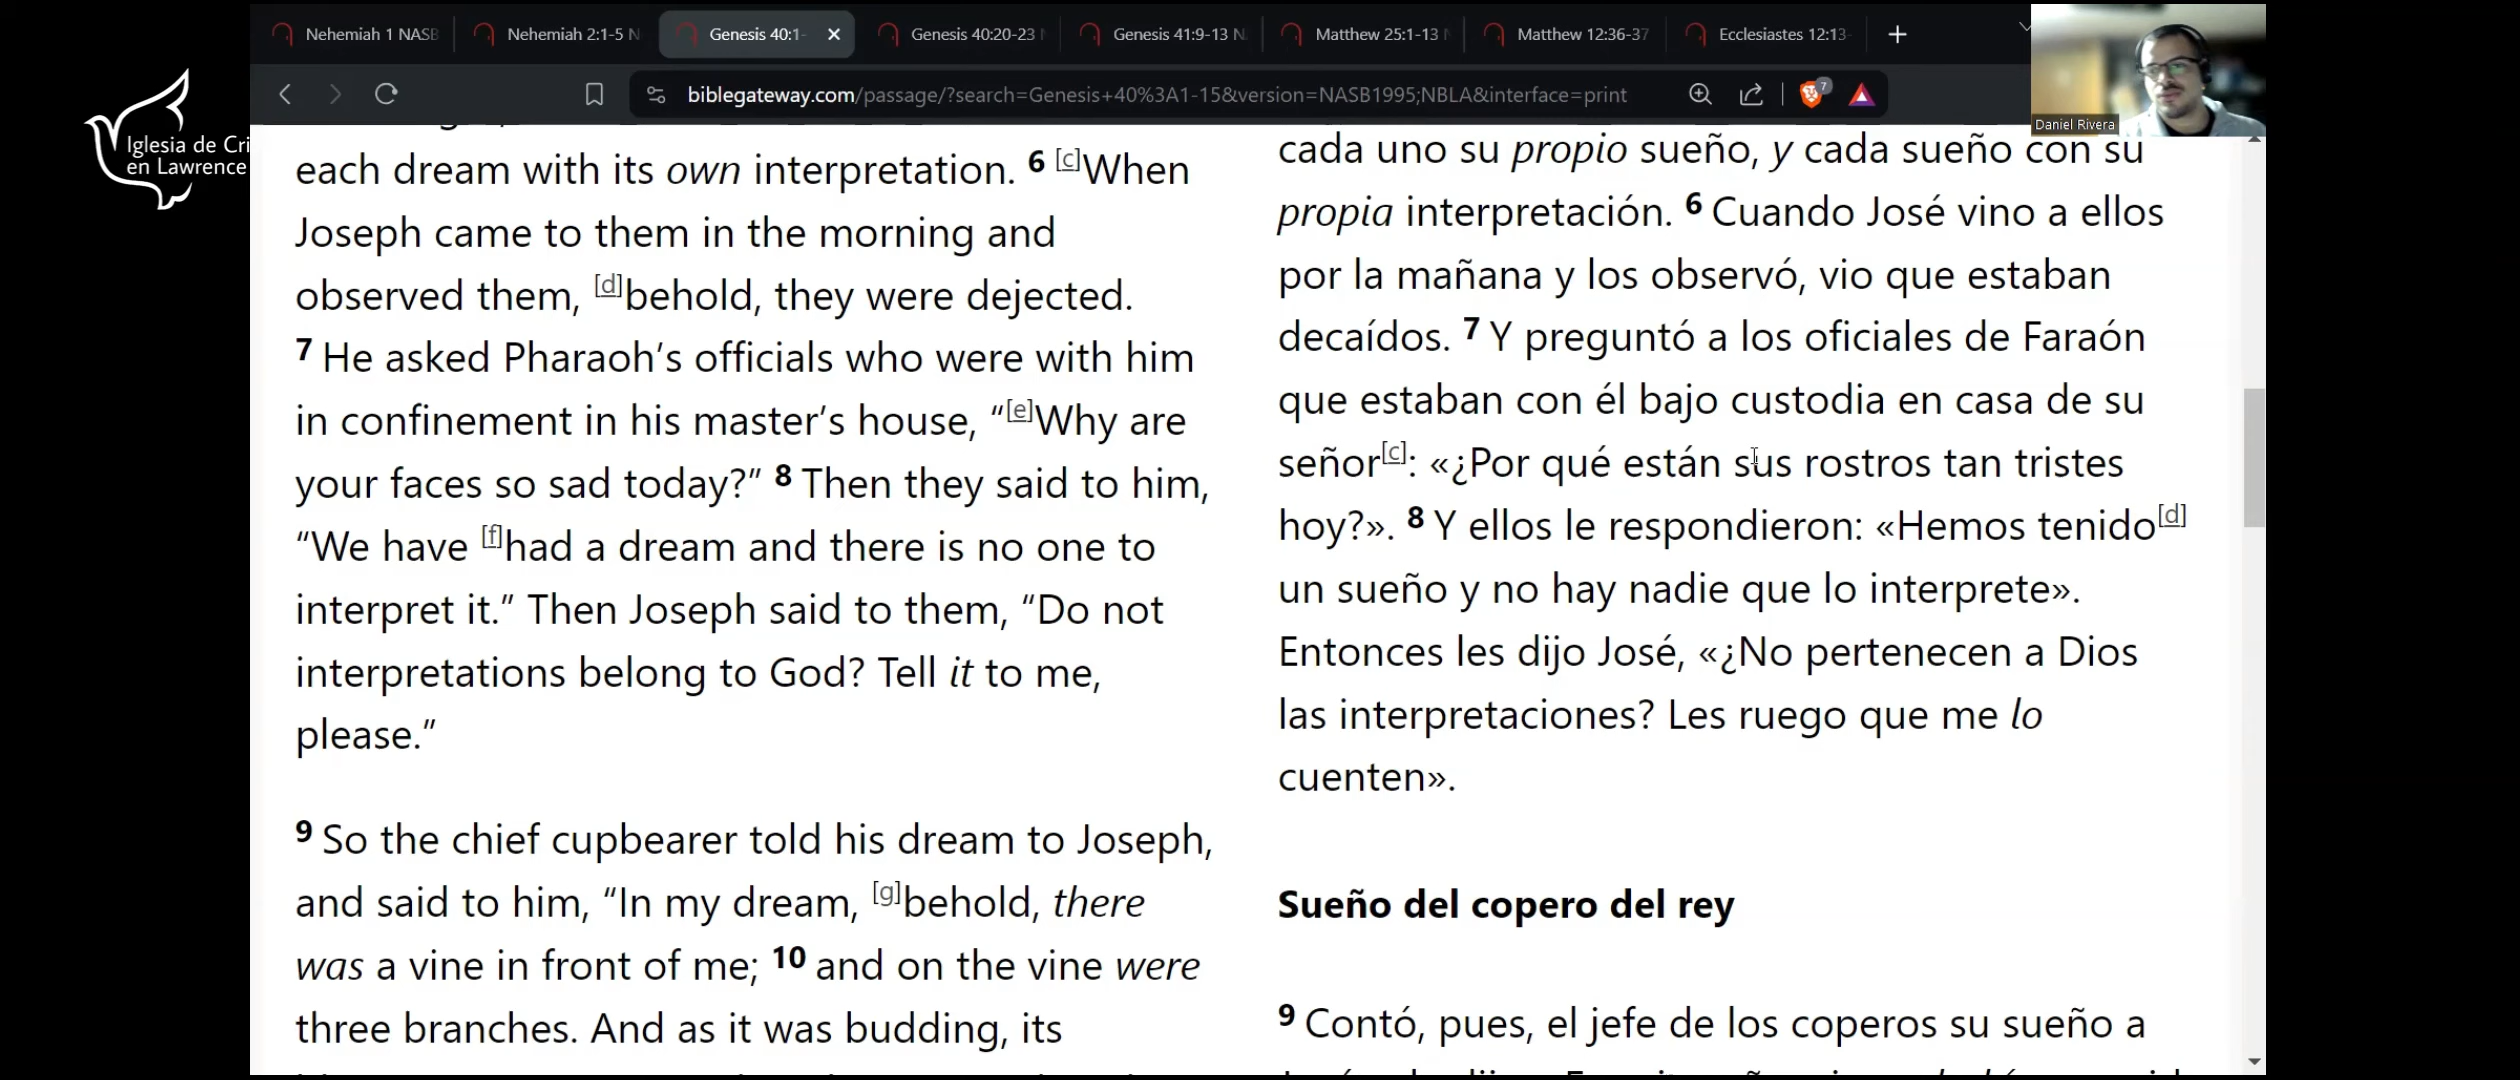 Nehemiah 1 NASB
Nehemiah 2:1-5 N
Genesis 40:1-
Genesis 40:20-23
Genesis 41:9-13 N
Matthew 25:1-13
Matthew 12:36-37
Ecclesiastes 12:13-
biblegateway.com/passage/?search=Genesis+40%3A1-15&version=NASB1995;NBLA&interface=print
7
Daniel Rivera
Iglesia de Cri
en Lawrence
each dream with its own interpretation. 6 [c]When
Joseph came to them in the morning and
observed them, [d]behold, they were dejected.
7 He asked Pharaoh’s officials who were with him
in confinement in his master’s house, “[e]Why are
your faces so sad today?” 8 Then they said to him,
“We have [f]had a dream and there is no one to
interpret it.” Then Joseph said to them, “Do not
interpretations belong to God? Tell it to me,
please.”
9 So the chief cupbearer told his dream to Joseph,
and said to him, “In my dream, [g]behold, there
was a vine in front of me; 10 and on the vine were
three branches. And as it was budding, its
cada uno su propio sueño, y cada sueño con su
propia interpretación. 6 Cuando José vino a ellos
por la mañana y los observó, vio que estaban
decaídos. 7 Y preguntó a los oficiales de Faraón
que estaban con él bajo custodia en casa de su
señor[c]: «¿Por qué están sus rostros tan tristes
hoy?». 8 Y ellos le respondieron: «Hemos tenido[d]
un sueño y no hay nadie que lo interprete».
Entonces les dijo José, «¿No pertenecen a Dios
las interpretaciones? Les ruego que me lo
cuenten».
Sueño del copero del rey
9 Contó, pues, el jefe de los coperos su sueño a